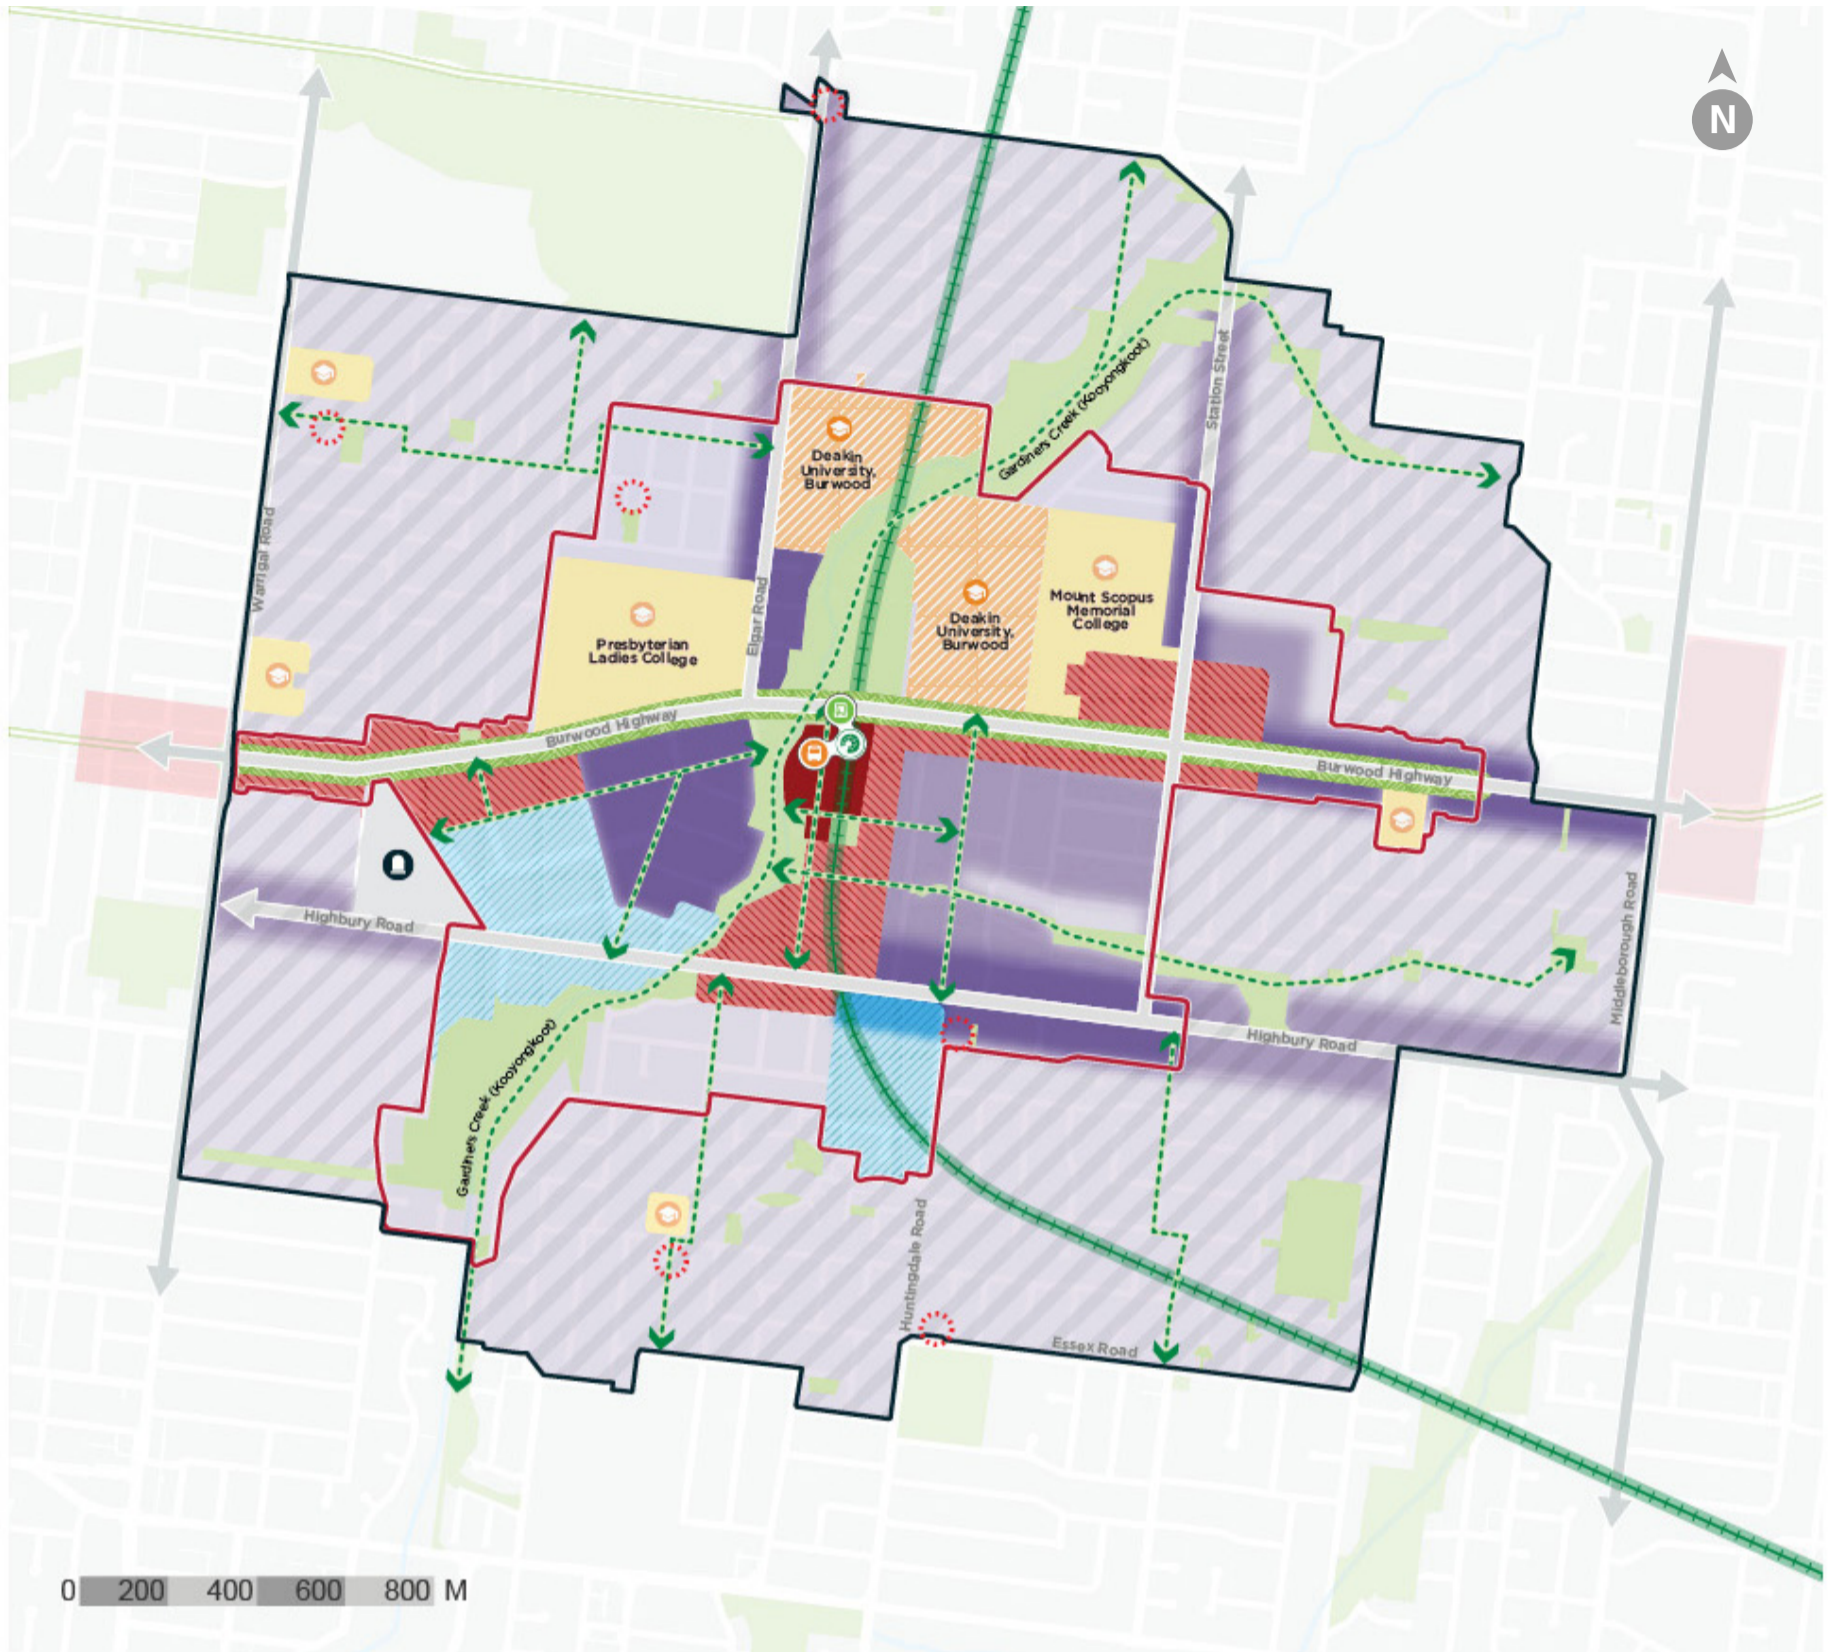 N
Gardiners Creek (Kooyongkoot)
Station Street
Deakin
University,
Burwood
Warrigal Road
Elgar Road
Mount Scopus
Memorial
College
Deakin
University,
Burwood
Presbyterian
Ladies College
Burwood Highway
Burwood Highway
Highbury Road
Middleborough Road
Highbury Road
Gardiners Creek (Kooyongkoot)
Huntingdale Road
Essex Road
0 200 400 600 800 M